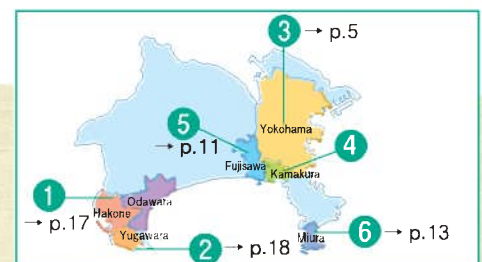 3 → p.5
Yokohama
5
→ p.11
4
Fujisawa
Kamakura
1
Odawara
Hakone
→ p.17
Yugawara
2 → p.18
Miura
6 → p.13